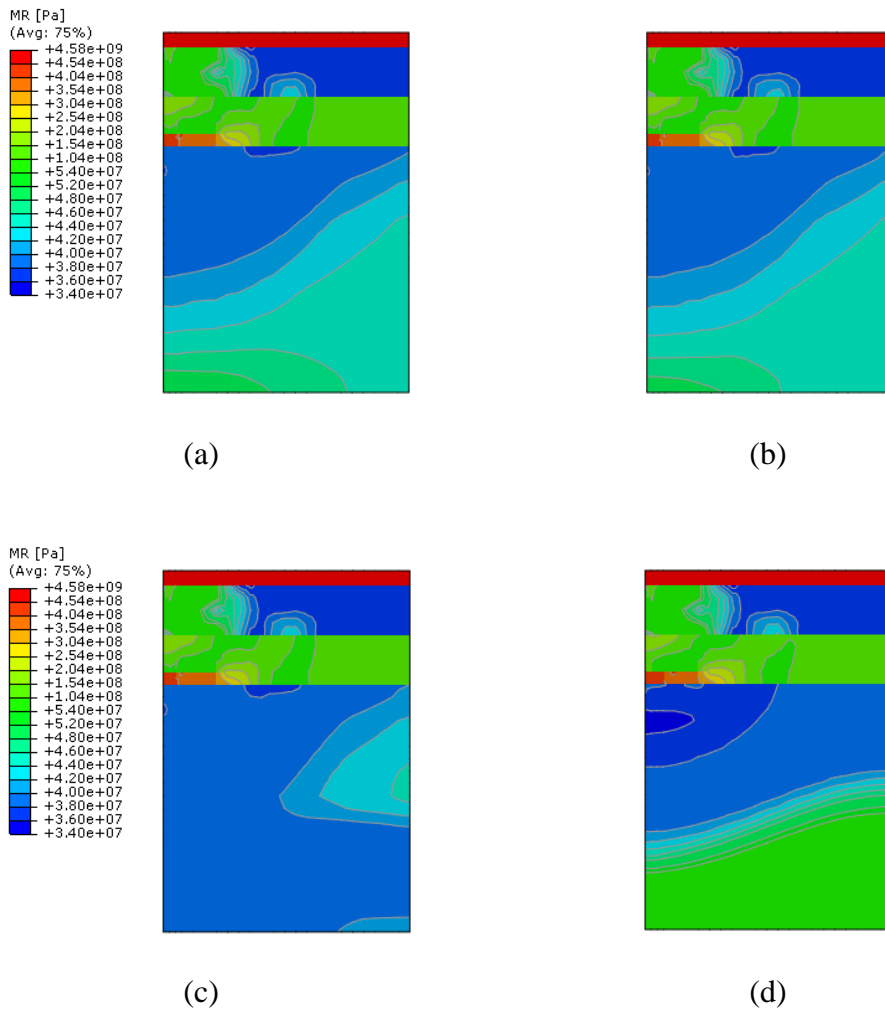 MR [Pa]
(Avg: 75%)
+4.58e+09
+4.54e+08
+4.04e+08
+3.54e+08
+3.04e+08
+2.54e+08
+2.04e+08
+1.54e+08
+1.04e+08
+5.40e+07
+5.20e+07
+4.80e+07
+4.60e+07
+4.40e+07
+4.20e+07
+4.00e+07
+3.80e+07
+3.60e+07
+3.40e+07
(a)
(b)
MR [Pa]
(Avg: 75%)
+4.58e+09
+4.54e+08
+4.04e+08
+3.54e+08
+3.04e+08
+2.54e+08
+2.04e+08
+1.54e+08
+1.04e+08
+5.40e+07
+5.20e+07
+4.80e+07
+4.60e+07
+4.40e+07
+4.20e+07
+4.00e+07
+3.80e+07
+3.60e+07
+3.40e+07
(c)
(d)